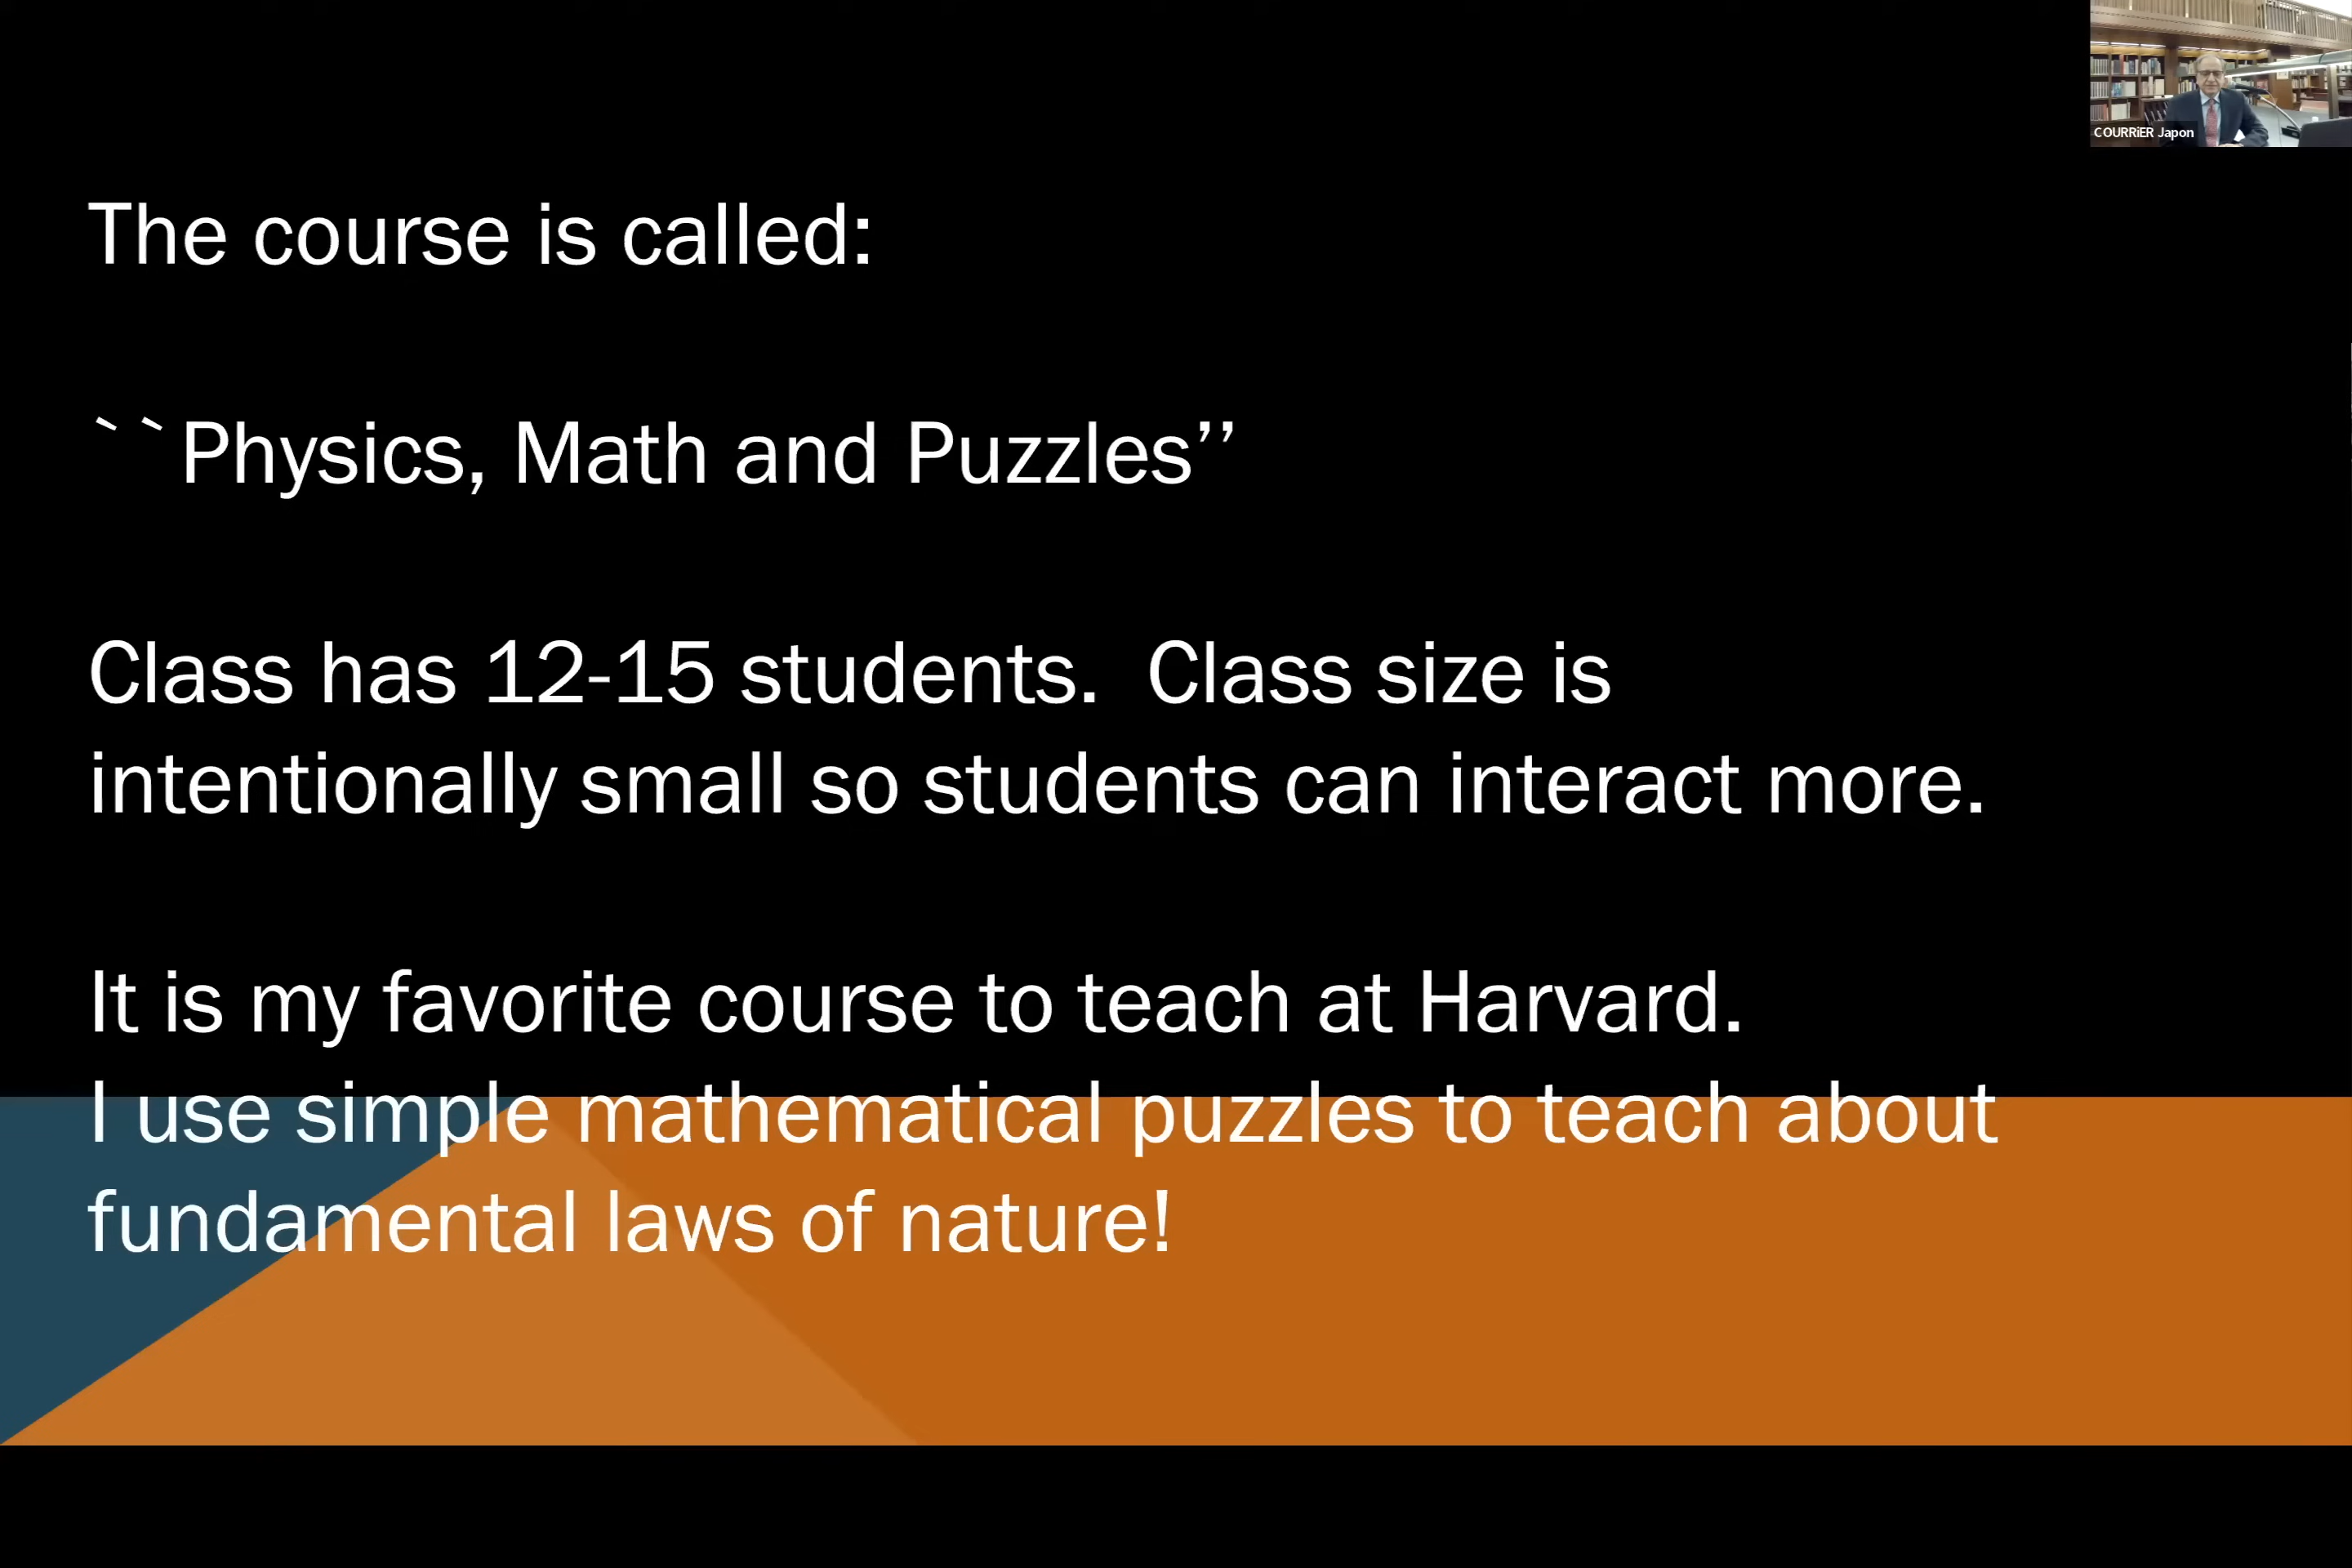 COURRiER Japon
The course is called:
``Physics, Math and Puzzles’’
Class has 12-15 students.  Class size is
intentionally small so students can interact more.
It is my favorite course to teach at Harvard.
I use simple mathematical puzzles to teach about
fundamental laws of nature!